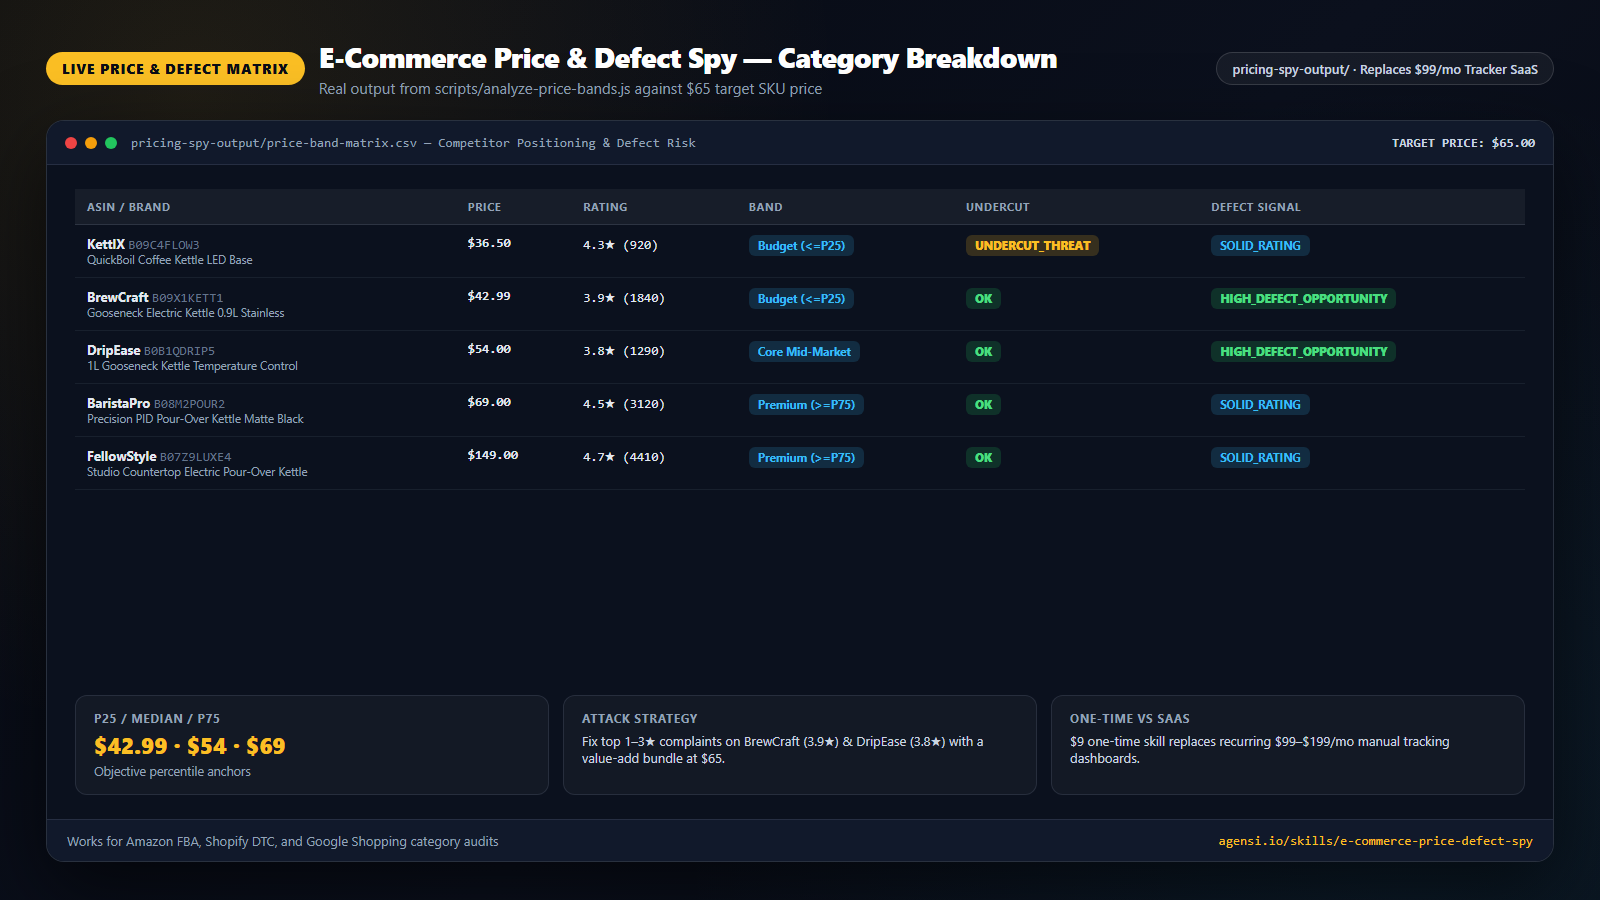 LIVE PRICE & DEFECT MATRIX
E-Commerce Price & Defect Spy — Category Breakdown
Real output from scripts/analyze-price-bands.js against $65 target SKU price
pricing-spy-output/ · Replaces $99/mo Tracker SaaS
pricing-spy-output/price-band-matrix.csv — Competitor Positioning & Defect Risk
TARGET PRICE: $65.00
ASIN / BRAND PRICE RATING BAND UNDERCUT DEFECT SIGNAL
KettlX B09C4FLOW3 $36.50 4.3★ (920) Budget (<=P25) UNDERCUT_THREAT SOLID_RATING
QuickBoil Coffee Kettle LED Base
BrewCraft B09X1KETT1 $42.99 3.9★ (1840) Budget (<=P25) OK HIGH_DEFECT_OPPORTUNITY
Gooseneck Electric Kettle 0.9L Stainless
DripEase B0B1QDRIP5 $54.00 3.8★ (1290) Core Mid-Market OK HIGH_DEFECT_OPPORTUNITY
1L Gooseneck Kettle Temperature Control
BaristaPro B08M2POUR2 $69.00 4.5★ (3120) Premium (>=P75) OK SOLID_RATING
Precision PID Pour-Over Kettle Matte Black
FellowStyle B07Z9LUXE4 $149.00 4.7★ (4410) Premium (>=P75) OK SOLID_RATING
Studio Countertop Electric Pour-Over Kettle
P25 / MEDIAN / P75
$42.99 · $54 · $69
Objective percentile anchors
ATTACK STRATEGY
Fix top 1–3★ complaints on BrewCraft (3.9★) & DripEase (3.8★) with a
value-add bundle at $65.
ONE-TIME VS SAAS
$9 one-time skill replaces recurring $99–$199/mo manual tracking
dashboards.
Works for Amazon FBA, Shopify DTC, and Google Shopping category audits
agensi.io/skills/e-commerce-price-defect-spy